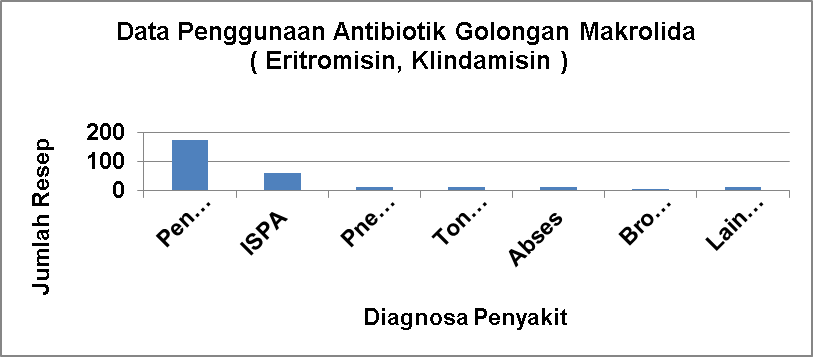 Data Penggunaan Antibiotik Golongan Makrolida
( Eritromisin, Klindamisin )
Jumlah Resep
200
100
0
Pen...
ISPA
Pne...
Ton...
Abses
Bro...
Lain...
Diagnosa Penyakit